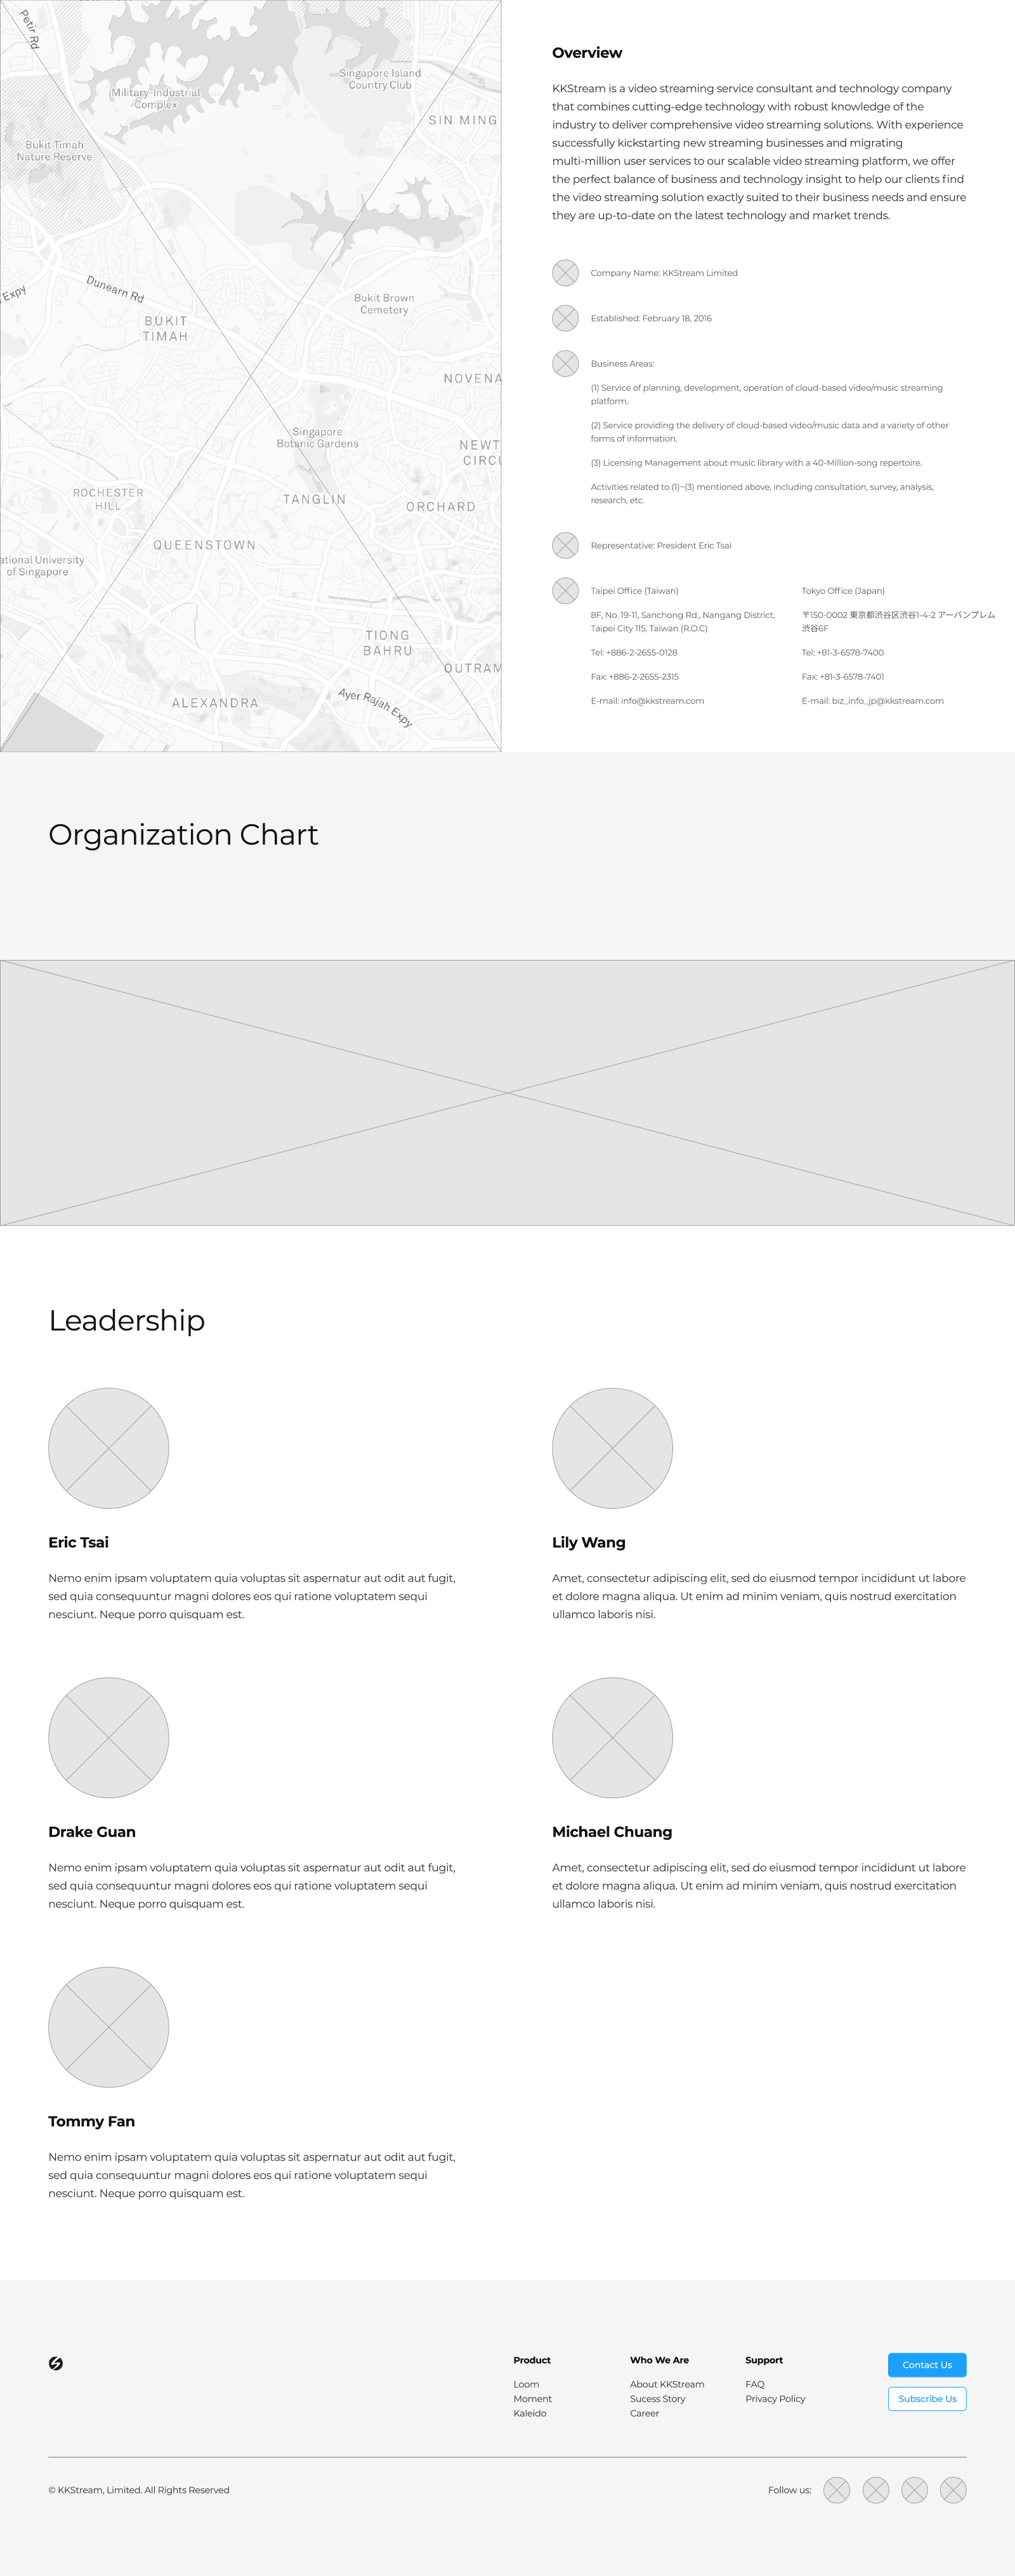 Petir Rd
Military-Industrial
Complex
Singapore Island
Country Club
SIN MING
Bukit Timah
Nature Reserve
Expy
Dunearn Rd
BUKIT
TIMAH
Bukit Brown
Cemetery
NOVENA
Singapore
Botanic Gardens
NEWT
CIRCU
ROCHESTER
HILL
TANGLIN
ORCHARD
QUEENSTOWN
ational University
of Singapore
TIONG
BAHRU
OUTRAM
ALEXANDRA
Ayer Rajah Expy
Overview
KKStream is a video streaming service consultant and technology company
that combines cutting-edge technology with robust knowledge of the
industry to deliver comprehensive video streaming solutions. With experience
successfully kickstarting new streaming businesses and migrating
multi-million user services to our scalable video streaming platform, we offer
the perfect balance of business and technology insight to help our clients find
the video streaming solution exactly suited to their business needs and ensure
they are up-to-date on the latest technology and market trends.
Company Name: KKStream Limited
Established: February 18, 2016
Business Areas:
(1) Service of planning, development, operation of cloud-based video/music streaming
platform.
(2) Service providing the delivery of cloud-based video/music data and a variety of other
forms of information.
(3) Licensing Management about music library with a 40-Million-song repertoire.
Activities related to (1)~(3) mentioned above, including consultation, survey, analysis,
research, etc.
Representative: President Eric Tsai
Taipei Office (Taiwan)
8F, No. 19-11, Sanchong Rd., Nangang District,
Taipei City 115, Taiwan (R.O.C)
Tel: +886-2-2655-0128
Fax: +886-2-2655-2315
E-mail: info@kkstream.com
Tokyo Office (Japan)
〒150-0002 東京都渋谷区渋谷1-4-2 アーバンプレム
渋谷6F
Tel: +81-3-6578-7400
Fax: +81-3-6578-7401
E-mail: biz_info_jp@kkstream.com
Organization Chart
Leadership
Eric Tsai
Nemo enim ipsam voluptatem quia voluptas sit aspernatur aut odit aut fugit,
sed quia consequuntur magni dolores eos qui ratione voluptatem sequi
nesciunt. Neque porro quisquam est.
Lily Wang
Amet, consectetur adipiscing elit, sed do eiusmod tempor incididunt ut labore
et dolore magna aliqua. Ut enim ad minim veniam, quis nostrud exercitation
ullamco laboris nisi.
Drake Guan
Nemo enim ipsam voluptatem quia voluptas sit aspernatur aut odit aut fugit,
sed quia consequuntur magni dolores eos qui ratione voluptatem sequi
nesciunt. Neque porro quisquam est.
Michael Chuang
Amet, consectetur adipiscing elit, sed do eiusmod tempor incididunt ut labore
et dolore magna aliqua. Ut enim ad minim veniam, quis nostrud exercitation
ullamco laboris nisi.
Tommy Fan
Nemo enim ipsam voluptatem quia voluptas sit aspernatur aut odit aut fugit,
sed quia consequuntur magni dolores eos qui ratione voluptatem sequi
nesciunt. Neque porro quisquam est.
Product
Loom
Moment
Kaleido
Who We Are
About KKStream
Sucess Story
Career
Support
FAQ
Privacy Policy
Contact Us
Subscribe Us
© KKStream, Limited. All Rights Reserved
Follow us: